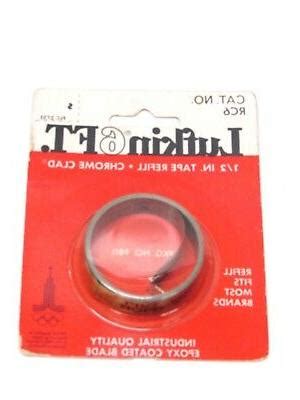 CAT. NO.
RC6
Lufkin 6 FT.
1/2 IN. TAPE REFILL • CHROME CLAD®
REFILL
FITS
MOST
BRANDS
INDUSTRIAL QUALITY
EPOXY COATED BLADE